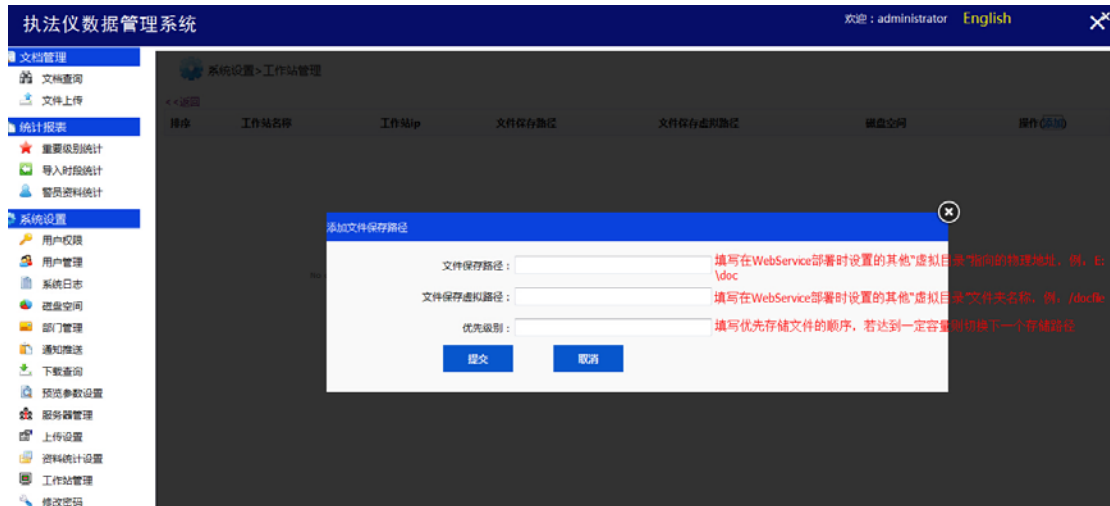 执法仪数据管理系统
欢迎：administrator English
文档管理
文档查询
文件上传
统计报表
重要级别统计
导入时段统计
警员资料统计
系统设置
用户权限
用户管理
系统日志
磁盘空间
部门管理
通知推送
下载查询
预览参数设置
服务器管理
上传设置
资料统计设置
工作站管理
修改密码
系统设置>工作站管理
<<返回
排序 工作站名称 工作站ip 文件保存路径 文件保存虚拟路径 磁盘空间 操作(添加)
添加文件保存路径
文件保存路径： 填写在WebService部署时设置的其他"虚拟目录"指向的物理地址，例，E:
\doc
文件保存虚拟路径： 填写在WebService部署时设置的其他"虚拟目录"文件夹名称，例，/docfile
优先级别： 填写优先存储文件的顺序，若达到一定容量则切换下一个存储路径
提交 取消